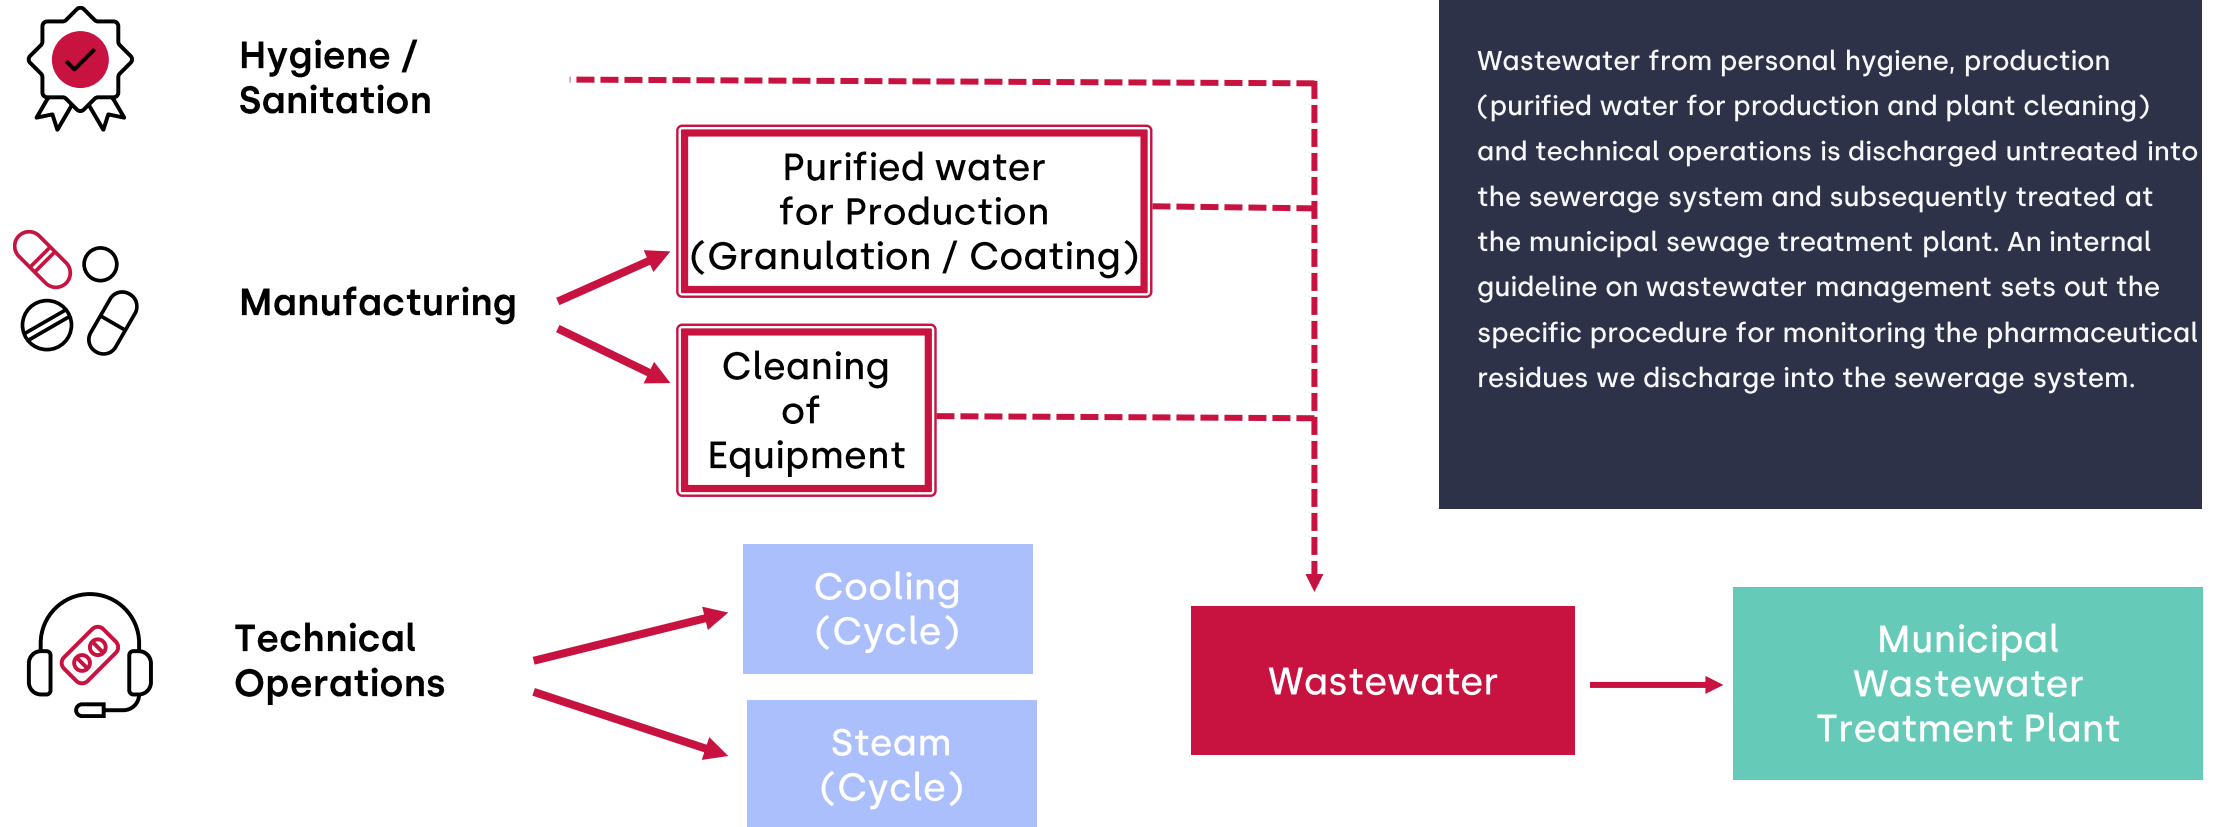 Hygiene /
Sanitation
Purified water
for Production
(Granulation / Coating)
Manufacturing
Cleaning
of
Equipment
Technical
Operations
Cooling
(Cycle)
Steam
(Cycle)
Wastewater
Municipal
Wastewater
Treatment Plant
Wastewater from personal hygiene, production
(purified water for production and plant cleaning)
and technical operations is discharged untreated into
the sewerage system and subsequently treated at
the municipal sewage treatment plant. An internal
guideline on wastewater management sets out the
specific procedure for monitoring the pharmaceutical
residues we discharge into the sewerage system.